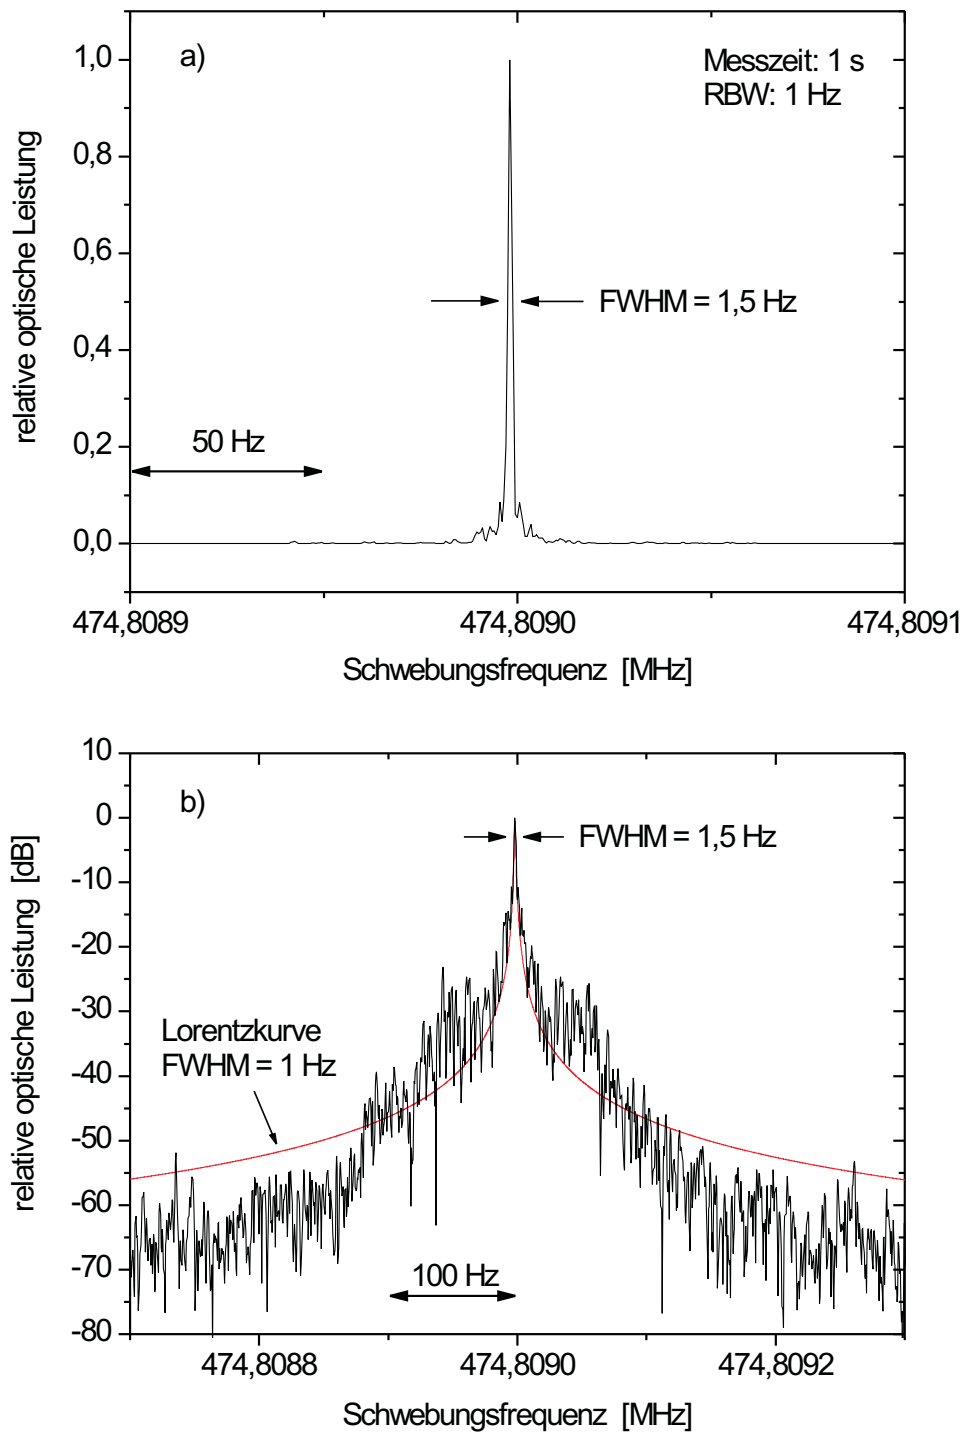 a)
Messzeit: 1 s
RBW: 1 Hz
relative optische Leistung
1,0
0,8
0,6
0,4
0,2
0,0
FWHM = 1,5 Hz
50 Hz
474,8089
474,8090
474,8091
Schwebungsfrequenz [MHz]
b)
relative optische Leistung [dB]
10
0
-10
-20
-30
-40
-50
-60
-70
-80
FWHM = 1,5 Hz
Lorentzkurve
FWHM = 1 Hz
100 Hz
474,8088
474,8090
474,8092
Schwebungsfrequenz [MHz]